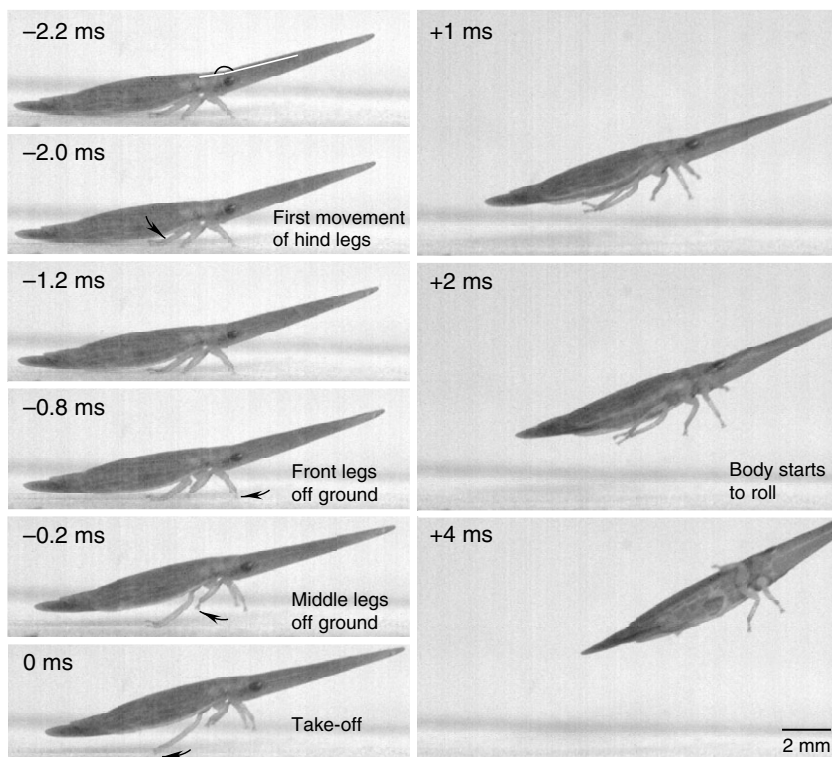 –2.2 ms
–2.0 ms
First movement
of hind legs
–1.2 ms
–0.8 ms
Front legs
off ground
–0.2 ms
Middle legs
off ground
0 ms
Take-off
+1 ms
+2 ms
Body starts
to roll
+4 ms
2 mm